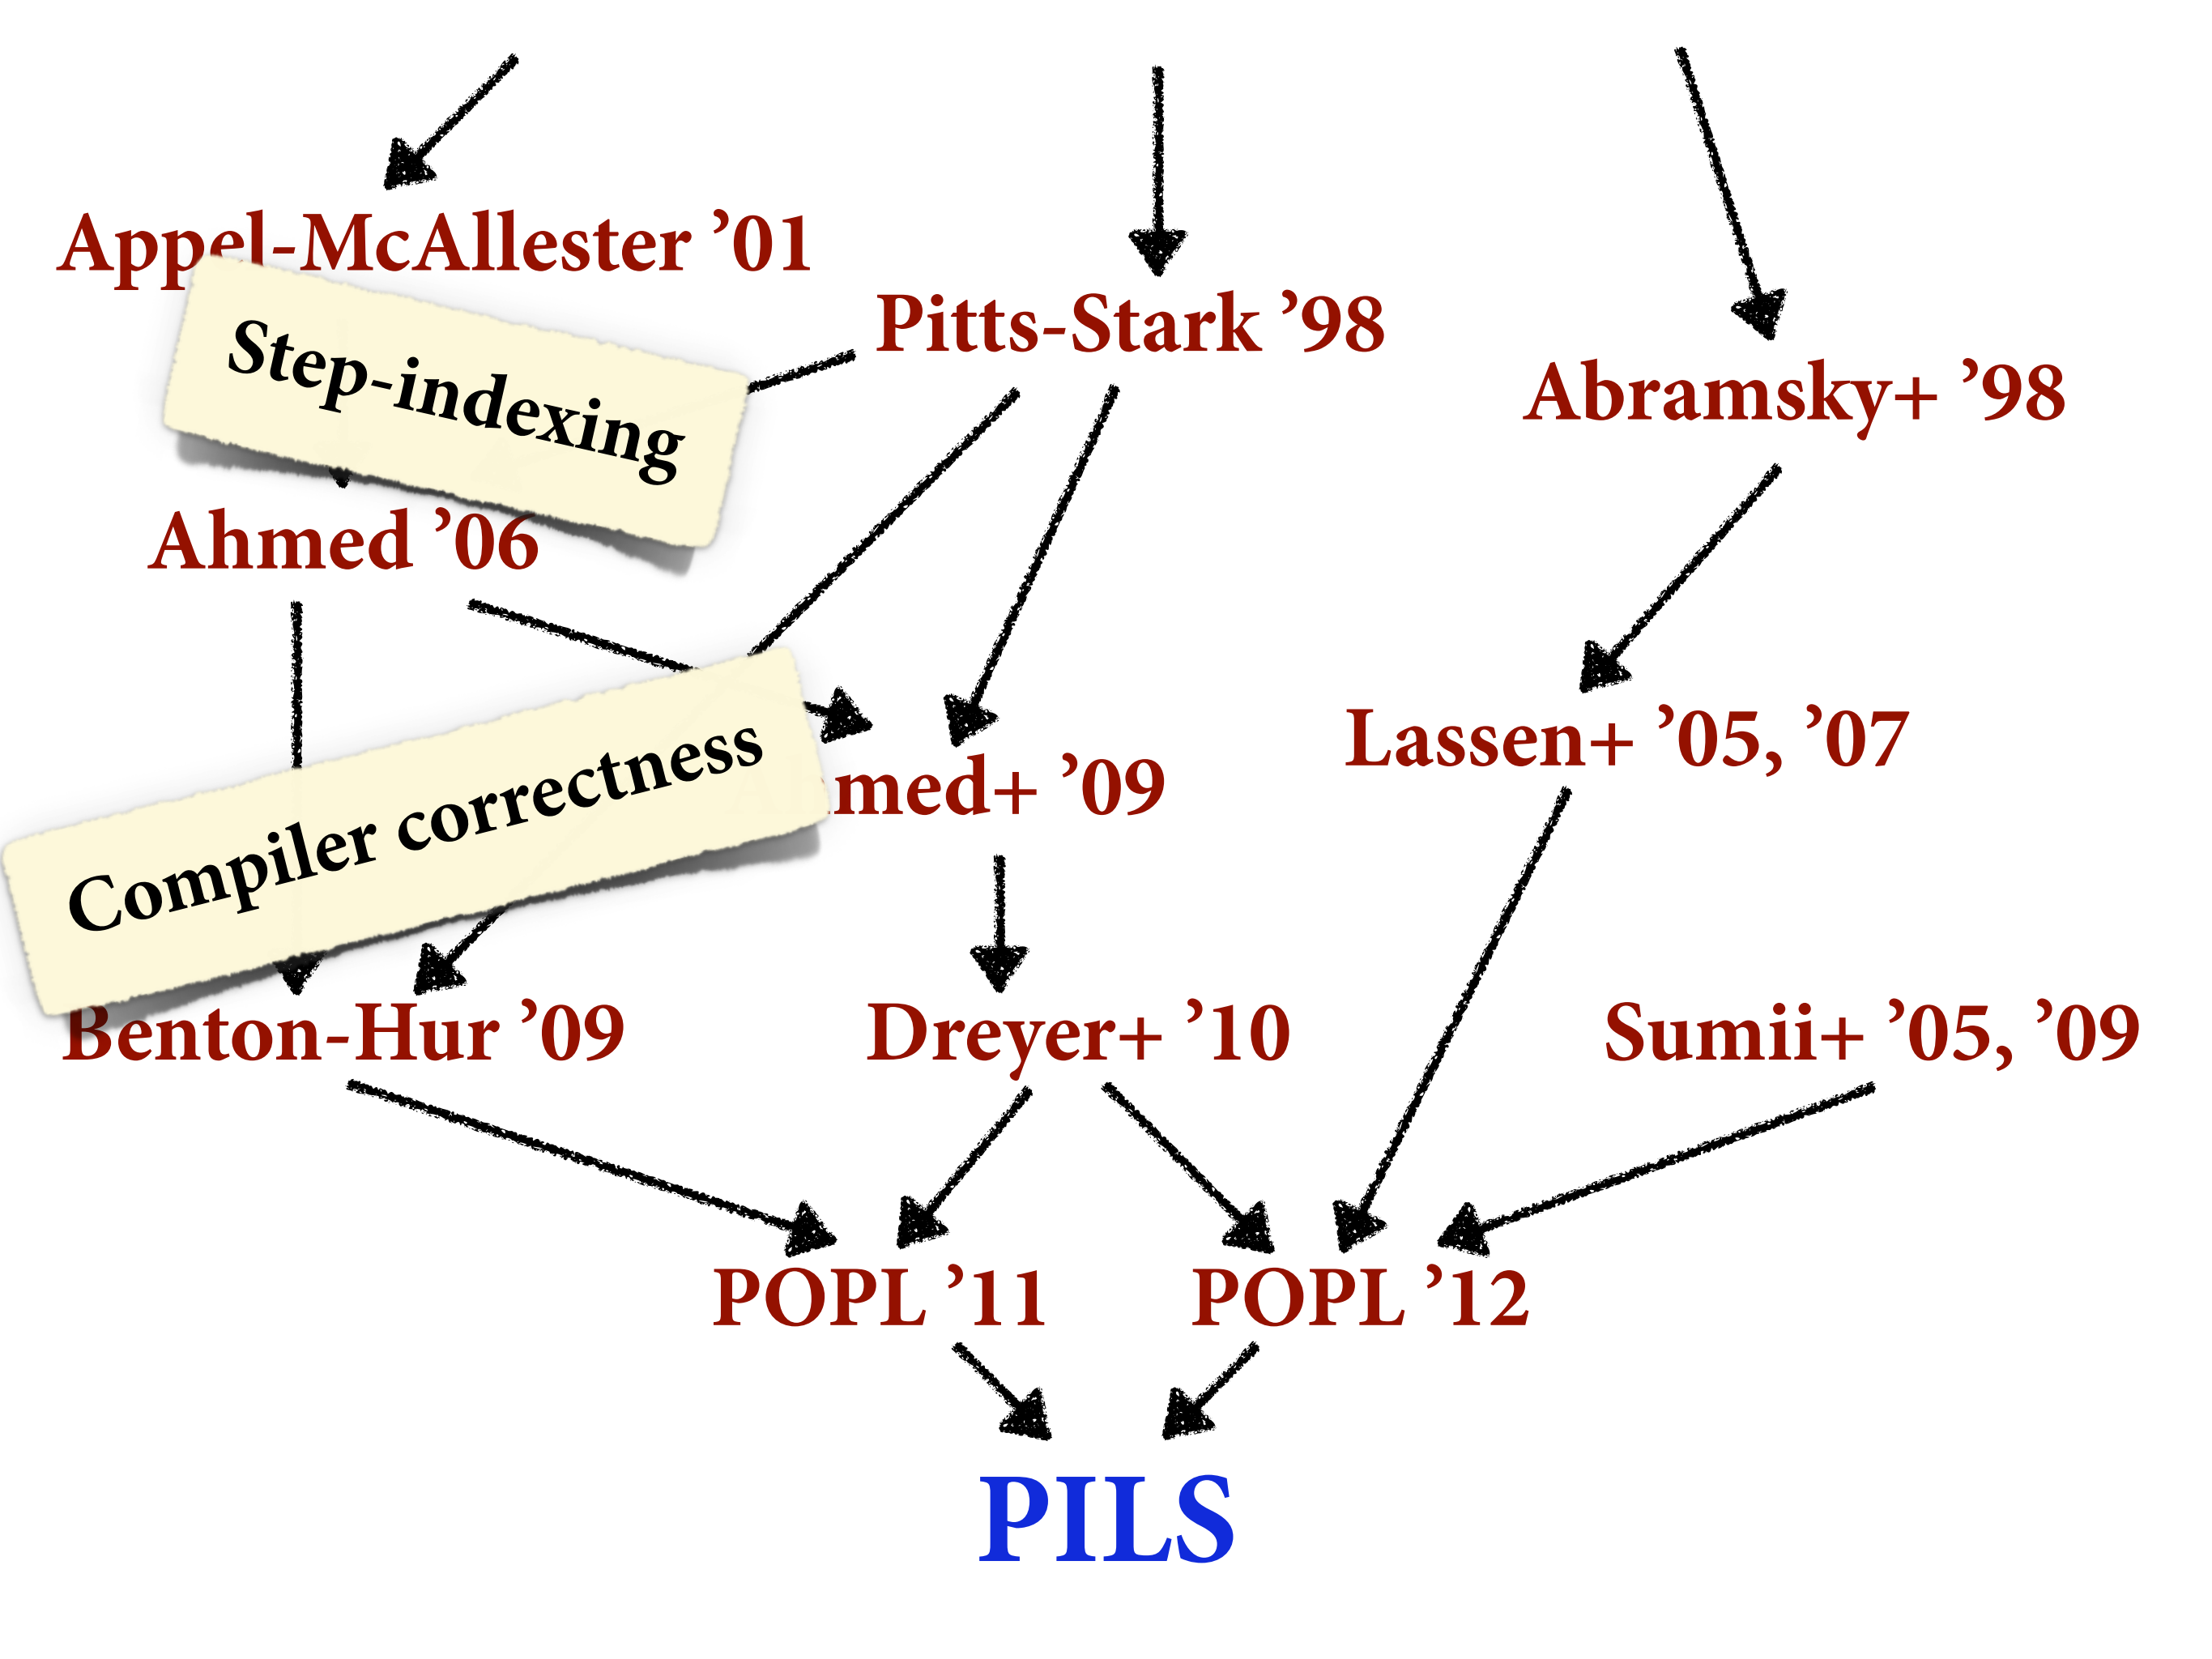 Appel-McAllester ’01
Pitts-Stark ’98
Step-indexing
Abramsky+ ’98
Ahmed ’06
Lassen+ ’05, ’07
Compiler correctness
Ahmed+ ’09
Benton-Hur ’09
Dreyer+ ’10
Sumii+ ’05, ’09
POPL ’11
POPL ’12
PILS